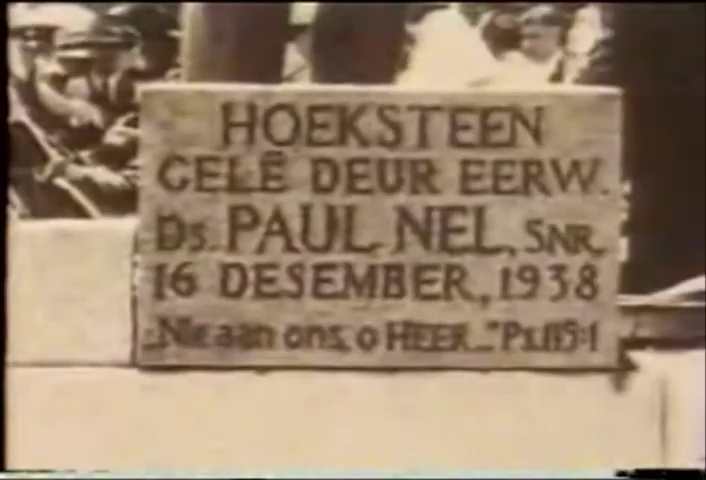 HOEKSTEEN
GELÊ DEUR EERW.
Ds. PAUL NEL, SNR.
16 DESEMBER, 1938
„Nie aan ons, o HEER..." Ps.115:1